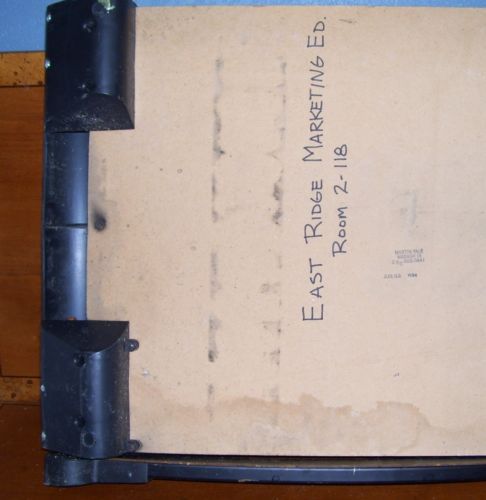 EAST RIDGE MARKETING ED.
ROOM 2-118